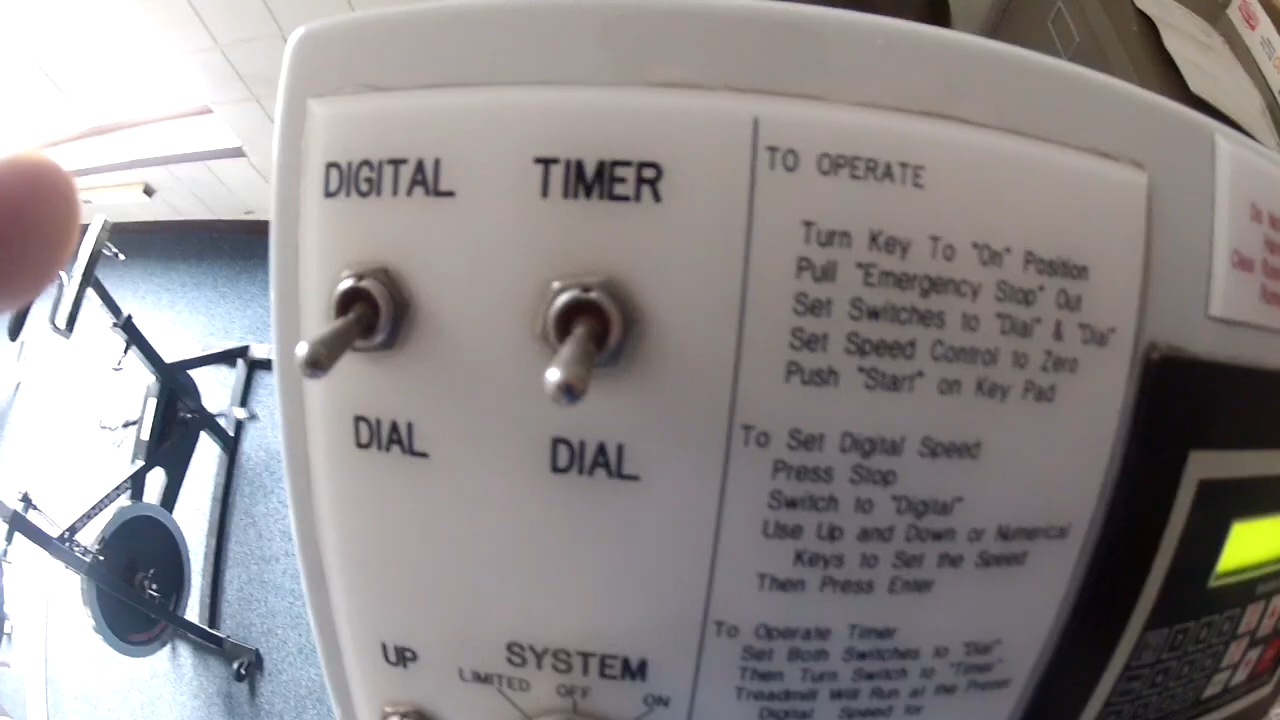 DIGITAL
TIMER
DIAL
DIAL
UP
SYSTEM
LIMITED
OFF
ON
TO OPERATE
Turn Key To "On" Position
Pull "Emergency Stop" Out
Set Switches to "Dial" & "Dial"
Set Speed Control to Zero
Push "Start" on Key Pad
To Set Digital Speed
Press Stop
Switch to "Digital"
Use Up and Down or Numerical
Keys to Set the Speed
Then Press Enter
To Operate Timer
Set Both Switches to "Dial"
Then Turn Switch to "Timer"
Treadmill Will Run at the Preset
Digital Speed for